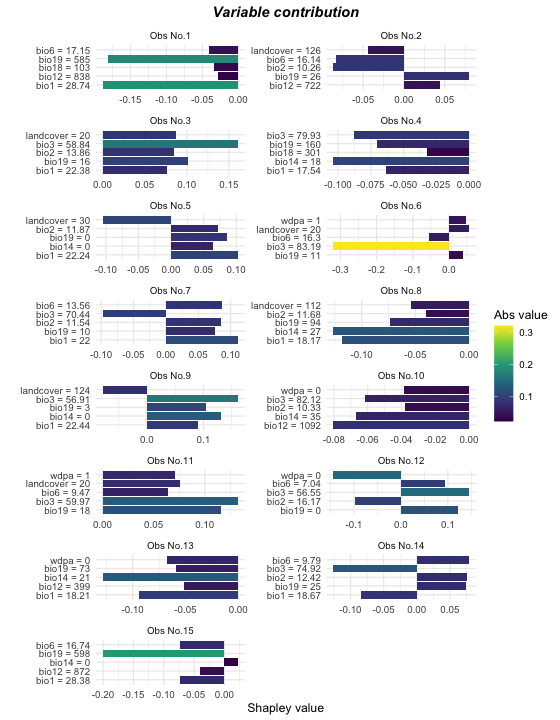 Variable contribution
Obs No.1
bio6 = 17.15
bio19 = 585
bio18 = 103
bio12 = 838
bio1 = 28.74
-0.15 -0.10 -0.05 0.00
Obs No.2
landcover = 126
bio6 = 16.14
bio2 = 10.26
bio19 = 26
bio12 = 722
-0.05 0.00 0.05
Obs No.3
landcover = 20
bio3 = 58.84
bio2 = 13.86
bio19 = 16
bio1 = 22.38
0.00 0.05 0.10 0.15
Obs No.4
bio3 = 79.93
bio19 = 160
bio18 = 301
bio14 = 18
bio1 = 17.54
-0.100 -0.075 -0.050 -0.025 0.000
Obs No.5
landcover = 30
bio2 = 11.87
bio19 = 0
bio14 = 0
bio1 = 22.24
-0.10 -0.05 0.00 0.05 0.10
Obs No.6
wdpa = 1
landcover = 20
bio6 = 16.3
bio3 = 83.19
bio19 = 11
-0.3 -0.2 -0.1 0.0
Obs No.7
bio6 = 13.56
bio3 = 70.44
bio2 = 11.54
bio19 = 10
bio1 = 22
-0.10 -0.05 0.00 0.05 0.10
Obs No.8
landcover = 112
bio2 = 11.68
bio19 = 94
bio14 = 27
bio1 = 18.17
-0.10 -0.05 0.00
Abs value
0.3
0.2
0.1
Obs No.9
landcover = 124
bio3 = 56.91
bio19 = 3
bio14 = 0
bio1 = 22.44
0.0 0.1
Obs No.10
wdpa = 0
bio3 = 82.12
bio2 = 10.33
bio14 = 35
bio12 = 1092
-0.08 -0.06 -0.04 -0.02 0.00
Obs No.11
wdpa = 1
landcover = 20
bio6 = 9.47
bio3 = 59.97
bio19 = 18
0.00 0.05 0.10
Obs No.12
wdpa = 0
bio6 = 7.04
bio3 = 56.55
bio2 = 16.17
bio19 = 0
-0.1 0.0 0.1
Obs No.13
wdpa = 0
bio19 = 73
bio14 = 21
bio12 = 399
bio1 = 18.21
-0.10 -0.05 0.00
Obs No.14
bio6 = 9.79
bio3 = 74.92
bio2 = 12.42
bio19 = 25
bio1 = 18.67
-0.10 -0.05 0.00 0.05
Obs No.15
bio6 = 16.74
bio19 = 598
bio14 = 0
bio12 = 872
bio1 = 28.38
-0.20 -0.15 -0.10 -0.05 0.00
Shapley value